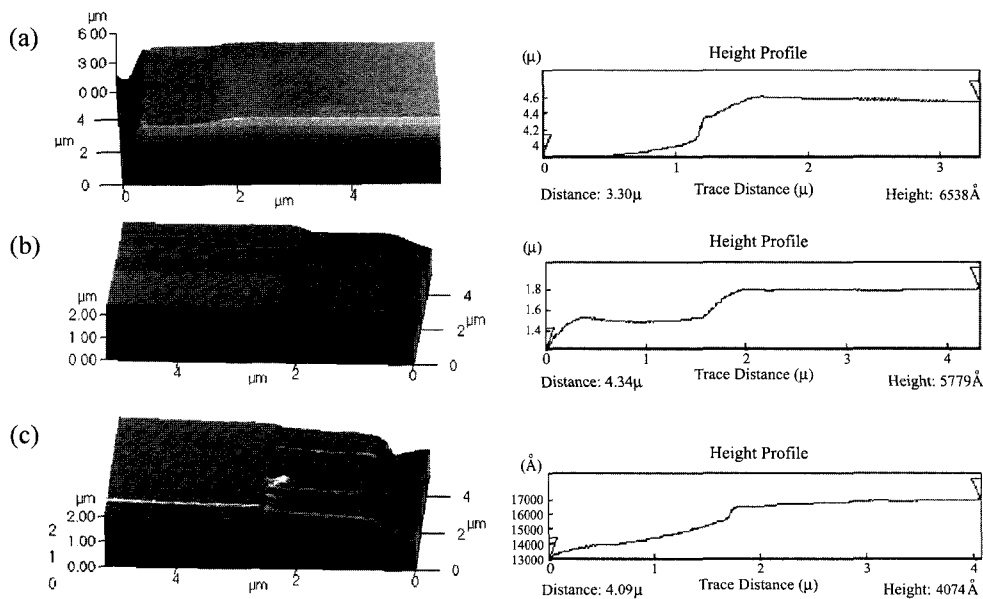 (a)
μm
6 00
3 00
0 00
4
μm
2
0
0
2
μm
4
Height Profile
(μ)
4.6
4.4
4.2
4
0
1
2
3
Distance: 3.30μ
Trace Distance (μ)
Height: 6538Å
(b)
μm
2.00
1 00
0 00
4
μm
2
0
4
2
μm
0
Height Profile
(μ)
1.8
1.6
1.4
0
1
2
3
4
Distance: 4.34μ
Trace Distance (μ)
Height: 5779Å
(c)
μm
2.00
2
1.00
1
0.00
0
4
μm
2
0
4
μm
2
0
Height Profile
(Å)
17000
16000
15000
14000
13000
0
1
2
3
4
Distance: 4.09μ
Trace Distance (μ)
Height: 4074Å